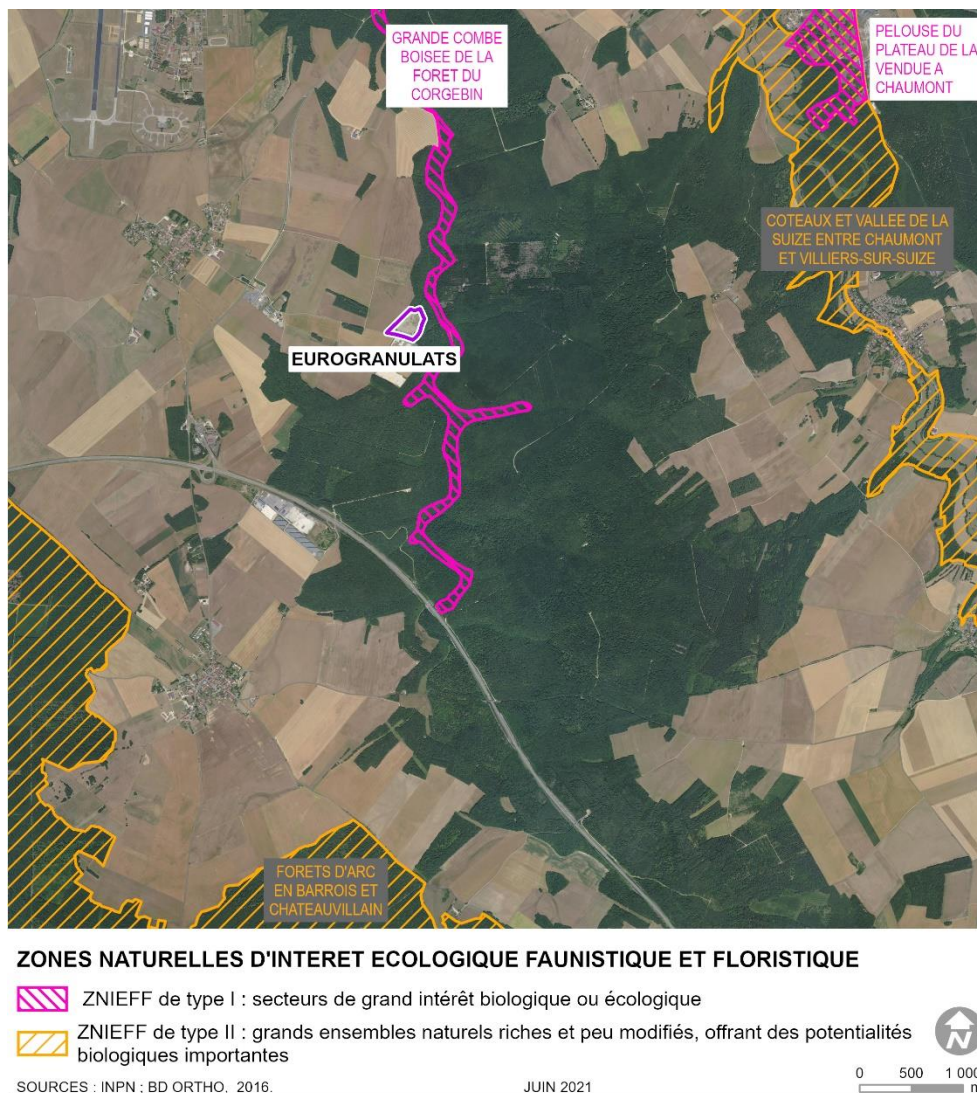 GRANDE COMBE
BOISEE DE LA
FORET DU
CORGEBIN
PELOUSE DU
PLATEAU DE LA
VENDUE A
CHAUMONT
COTEAUX ET VALLEE DE LA
SUIZE ENTRE CHAUMONT
ET VILLIERS-SUR-SUIZE
EUROGRANULATS
FORETS D'ARC
EN BARROIS ET
CHATEAUVILLAIN
ZONES NATURELLES D'INTERET ECOLOGIQUE FAUNISTIQUE ET FLORISTIQUE
ZNIEFF de type I : secteurs de grand intérêt biologique ou écologique
ZNIEFF de type II : grands ensembles naturels riches et peu modifiés, offrant des potentialités
biologiques importantes
N
SOURCES : INPN ; BD ORTHO, 2016.
JUIN 2021
0 500 1 000
m